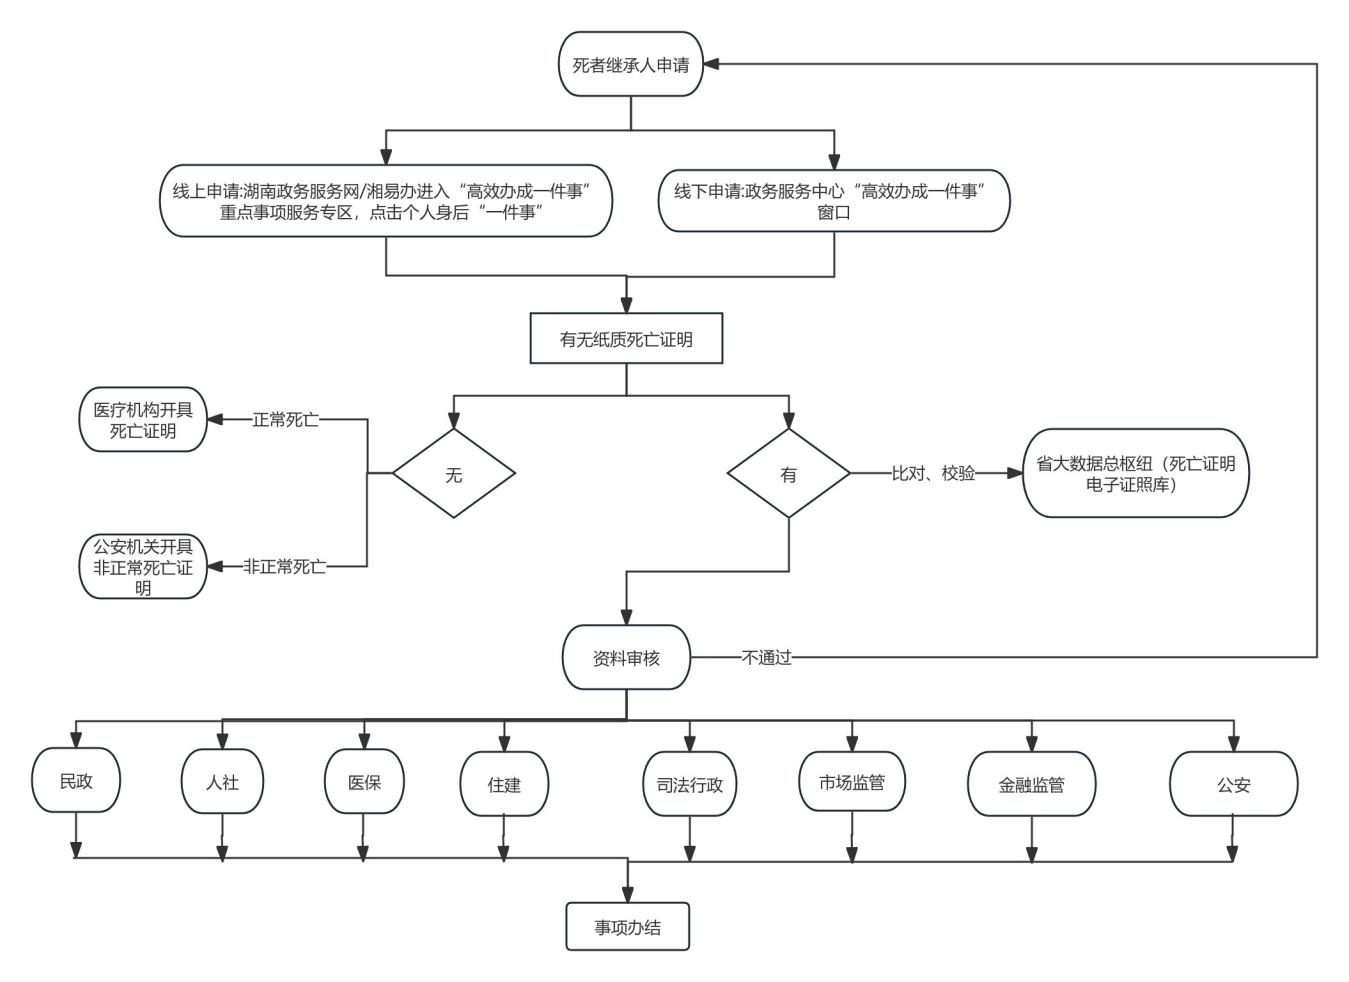 死者继承人申请
线上申请:湖南政务服务网/湘易办进入“高效办成一件事”
重点事项服务专区，点击个人身后“一件事”
线下申请:政务服务中心“高效办成一件事”
窗口
有无纸质死亡证明
医疗机构开具
死亡证明
正常死亡
无
有
比对、校验
省大数据总枢纽（死亡证明
电子证照库）
公安机关开具
非正常死亡证
明
非正常死亡
资料审核
不通过
民政
人社
医保
住建
司法行政
市场监管
金融监管
公安
事项办结